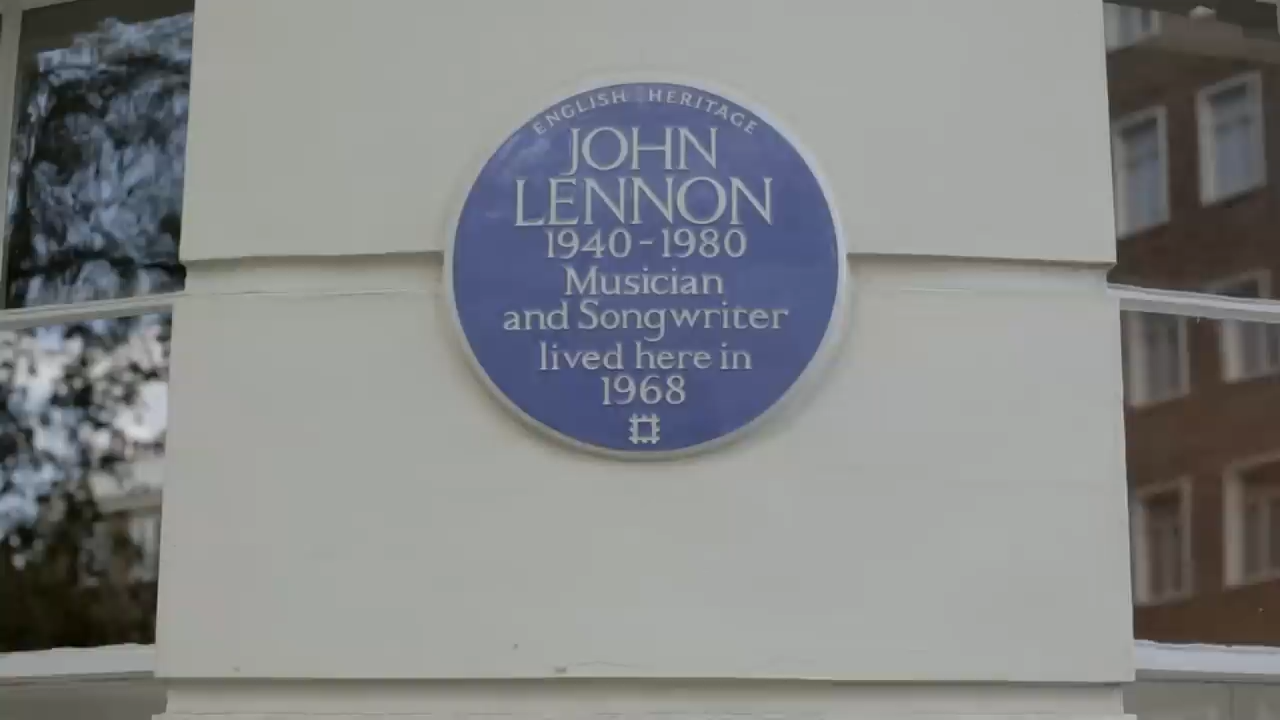 ENGLISH HERITAGE
JOHN
LENNON
1940-1980
Musician
and Songwriter
lived here in
1968